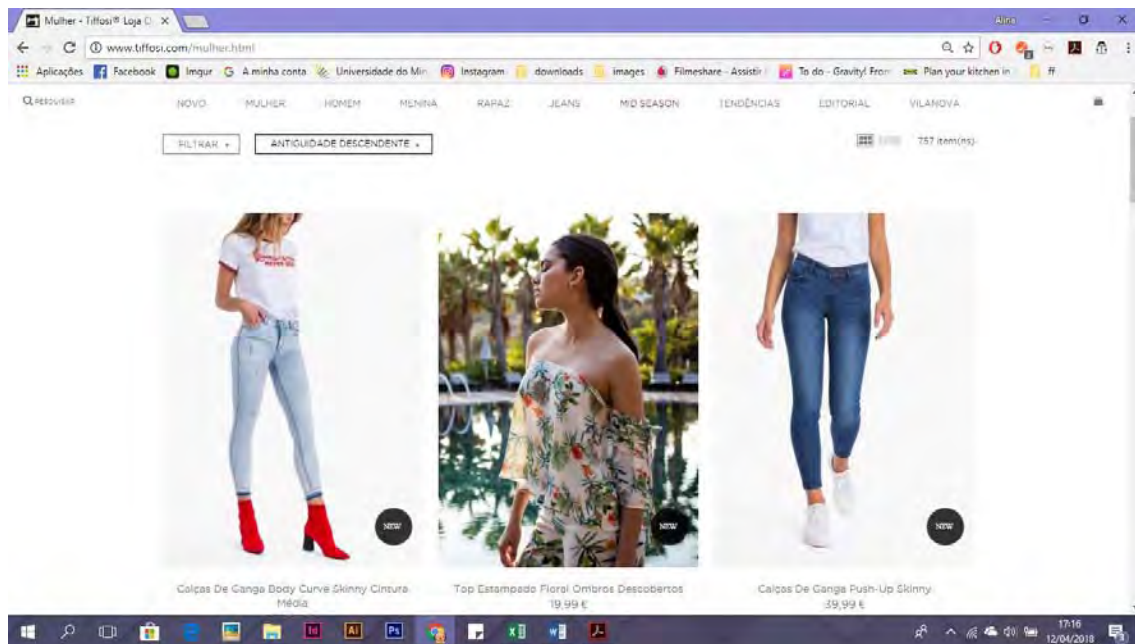 Mulher - Tiffosi® Loja O
Alina
www.tiffosi.com/mulher.html
Aplicações Facebook Imgur A minha conta Universidade do Min Instagram downloads images Filmeshare - Assistir To do - Gravity! From Plan your kitchen in ff
PESQUISAR NOVO MULHER HOMEM MENINA RAPAZ JEANS MID SEASON TENDÊNCIAS EDITORIAL VILANOVA
FILTRAR + ANTIGUIDADE DESCENDENTE + 757 item(ns)
NEW NEW NEW
Calças De Ganga Body Curve Skinny Cintura Média
Top Estampado Floral Ombros Descobertos
19,99 €
Calças De Ganga Push-Up Skinny
39,99 €
Id Ai Ps
17:16
12/04/2018